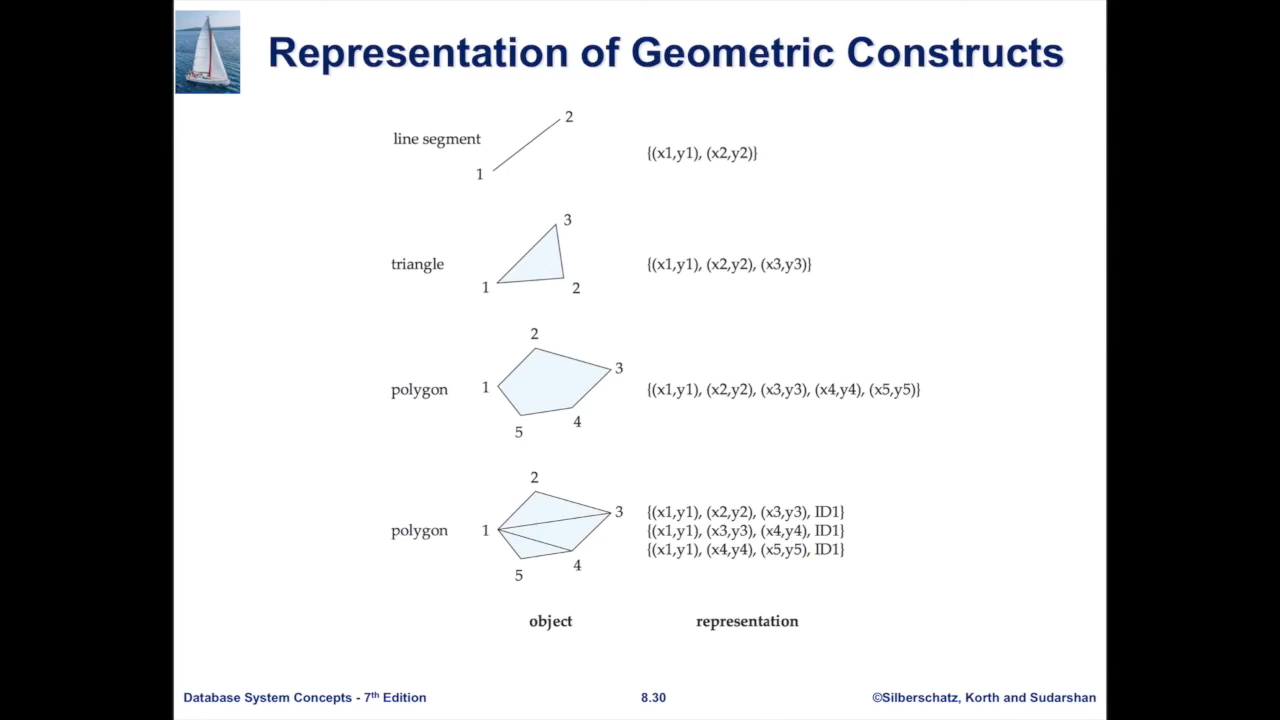 Representation of Geometric Constructs
2
line segment
{(x1,y1), (x2,y2)}
1
3
triangle
{(x1,y1), (x2,y2), (x3,y3)}
1
2
2
3
polygon
1
{(x1,y1), (x2,y2), (x3,y3), (x4,y4), (x5,y5)}
4
5
2
3
{(x1,y1), (x2,y2), (x3,y3), ID1}
polygon
1
{(x1,y1), (x3,y3), (x4,y4), ID1}
{(x1,y1), (x4,y4), (x5,y5), ID1}
4
5
object
representation
Database System Concepts - 7th Edition
8.30
©Silberschatz, Korth and Sudarshan